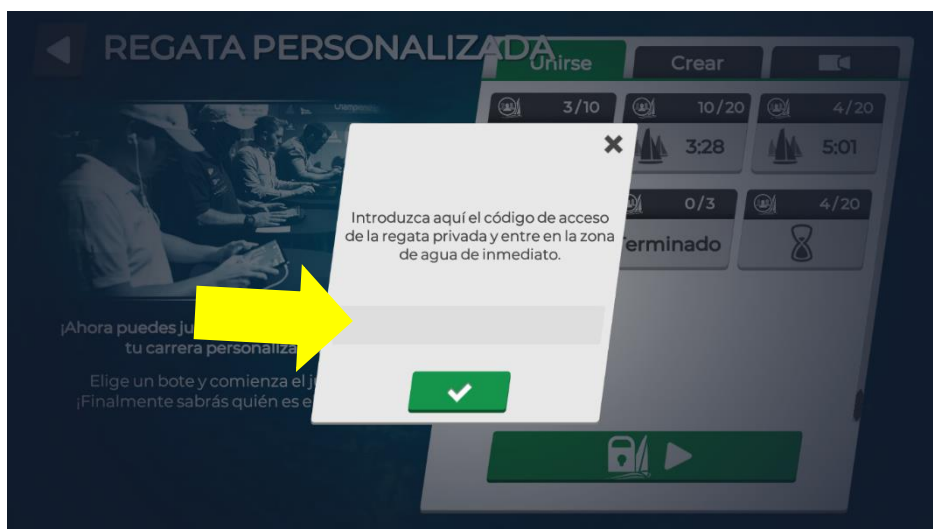 REGATA PERSONALIZADA
Unirse
Crear
3/10
10/20
4/20
3:28
5:01
0/3
4/20
Terminado
Introduzca aquí el código de acceso
de la regata privada y entre en la zona
de agua de inmediato.
¡Ahora puedes ju
tu carrera personaliza
Elige un bote y comienza el j
¡Finalmente sabrás quién es e